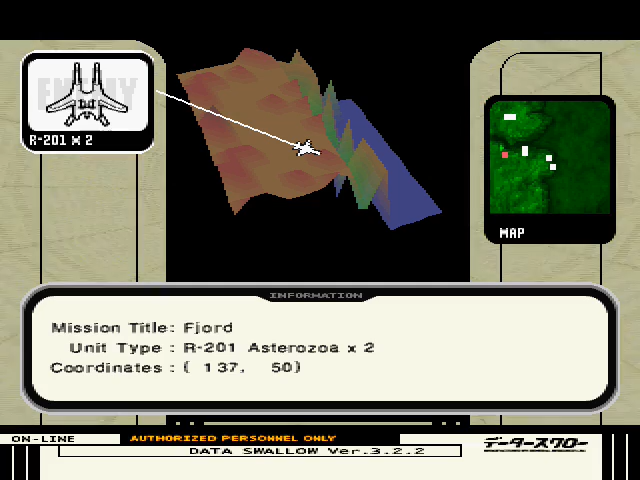 ENEMY
R-201 x 2
MAP
INFORMATION
Mission Title: Fjord
Unit Type : R-201 Asterozoa x 2
Coordinates : ( 137, 50)
ON-LINE
AUTHORIZED PERSONNEL ONLY
DATA SWALLOW Ver.3.2.2
データースワロー